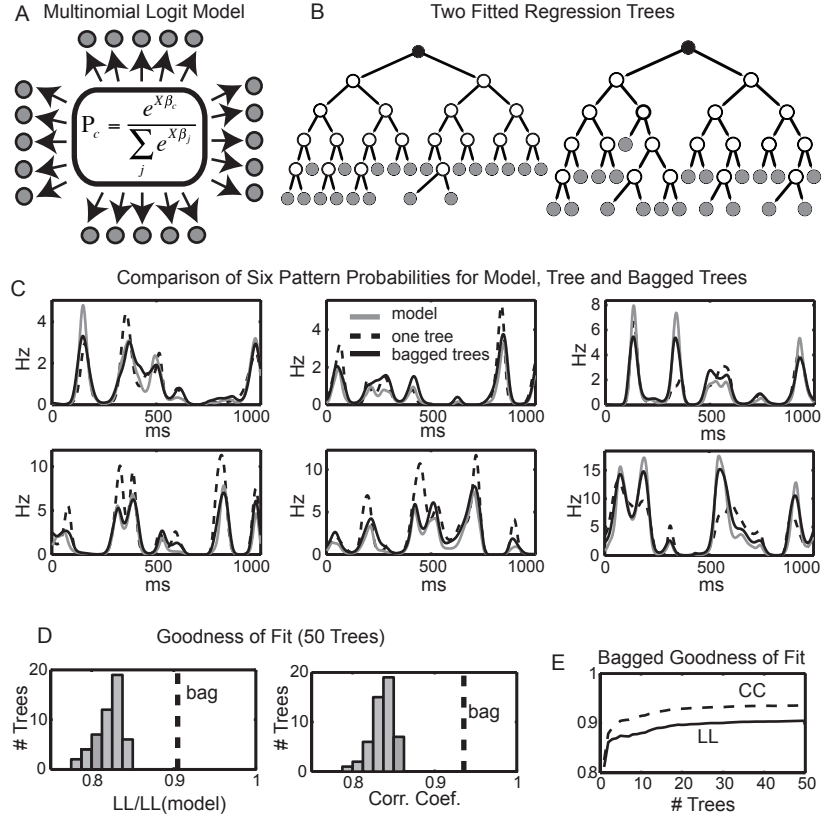 A Multinomial Logit Model
P_c = e^{Xβ_c} / ∑_j e^{Xβ_j}
B Two Fitted Regression Trees
C Comparison of Six Pattern Probabilities for Model, Tree and Bagged Trees
4
2
0
Hz
0 500 1000
ms
model
one tree
bagged trees
4
2
0
Hz
0 500 1000
ms
8
6
4
2
0
Hz
0 500 1000
ms
10
5
0
Hz
0 500 1000
ms
10
5
0
Hz
0 500 1000
ms
15
10
5
0
Hz
0 500 1000
ms
D Goodness of Fit (50 Trees)
20
10
0
# Trees
bag
0.8 0.9 1
LL/LL(model)
20
10
0
# Trees
bag
0.8 0.9 1
Corr. Coef.
E Bagged Goodness of Fit
1
0.9
0.8
CC
LL
0 10 20 30 40 50
# Trees